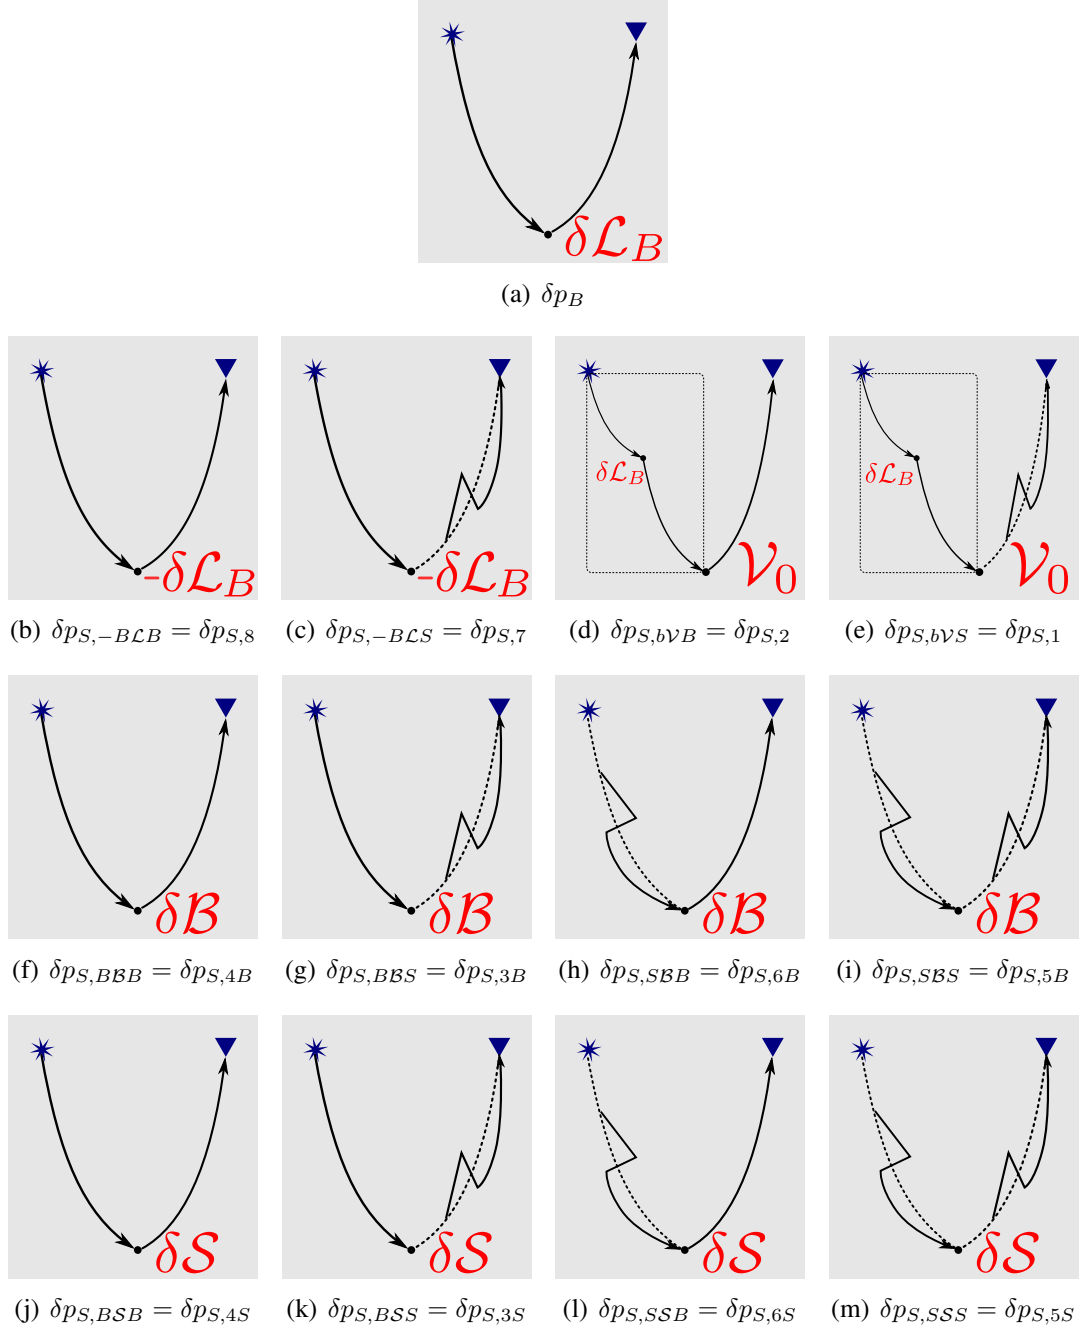 δℒ_B
(a) δp_B
-δℒ_B -δℒ_B δℒ_B 𝒱_0 δℒ_B 𝒱_0
(b) δp_{S,−BℒB} = δp_{S,8} (c) δp_{S,−BℒS} = δp_{S,7} (d) δp_{S,b𝒱B} = δp_{S,2} (e) δp_{S,b𝒱S} = δp_{S,1}
δℬ δℬ δℬ δℬ
(f) δp_{S,BℬB} = δp_{S,4B} (g) δp_{S,BℬS} = δp_{S,3B} (h) δp_{S,SℬB} = δp_{S,6B} (i) δp_{S,SℬS} = δp_{S,5B}
δ𝒮 δ𝒮 δ𝒮 δ𝒮
(j) δp_{S,B𝒮B} = δp_{S,4S} (k) δp_{S,B𝒮S} = δp_{S,3S} (l) δp_{S,S𝒮B} = δp_{S,6S} (m) δp_{S,S𝒮S} = δp_{S,5S}